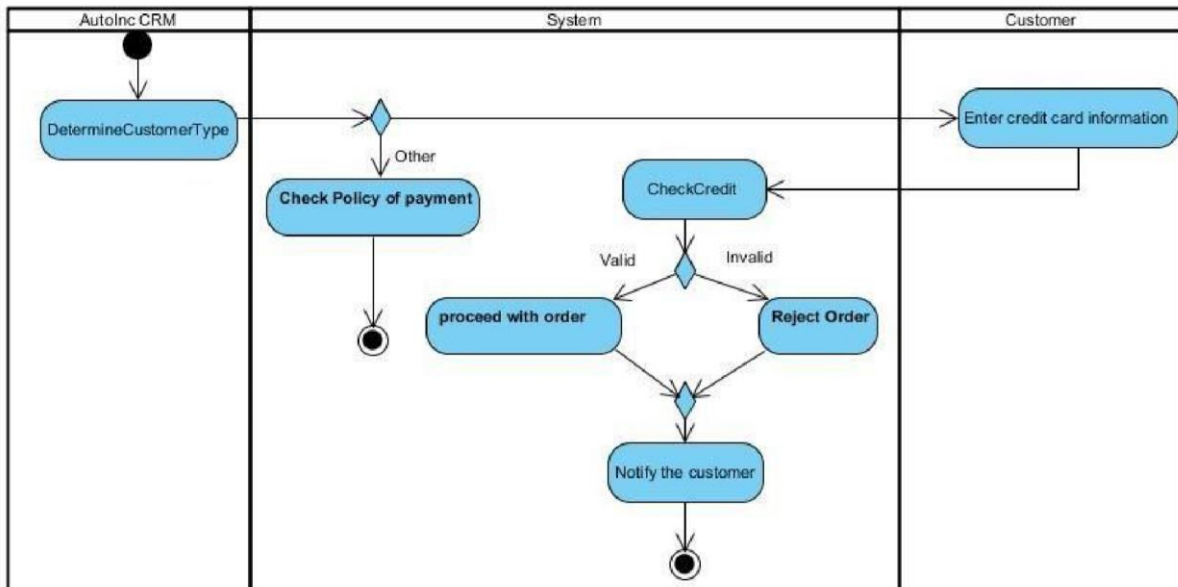 AutoInc CRM
System
Customer
DetermineCustomerType
Enter credit card information
Other
Check Policy of payment
CheckCredit
Valid
Invalid
proceed with order
Reject Order
Notify the customer